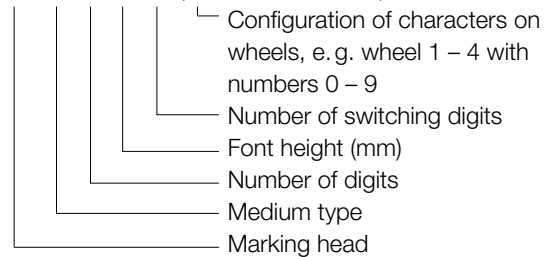 Configuration of characters on
wheels, e. g. wheel 1 – 4 with
numbers 0 – 9
Number of switching digits
Font height (mm)
Number of digits
Medium type
Marking head